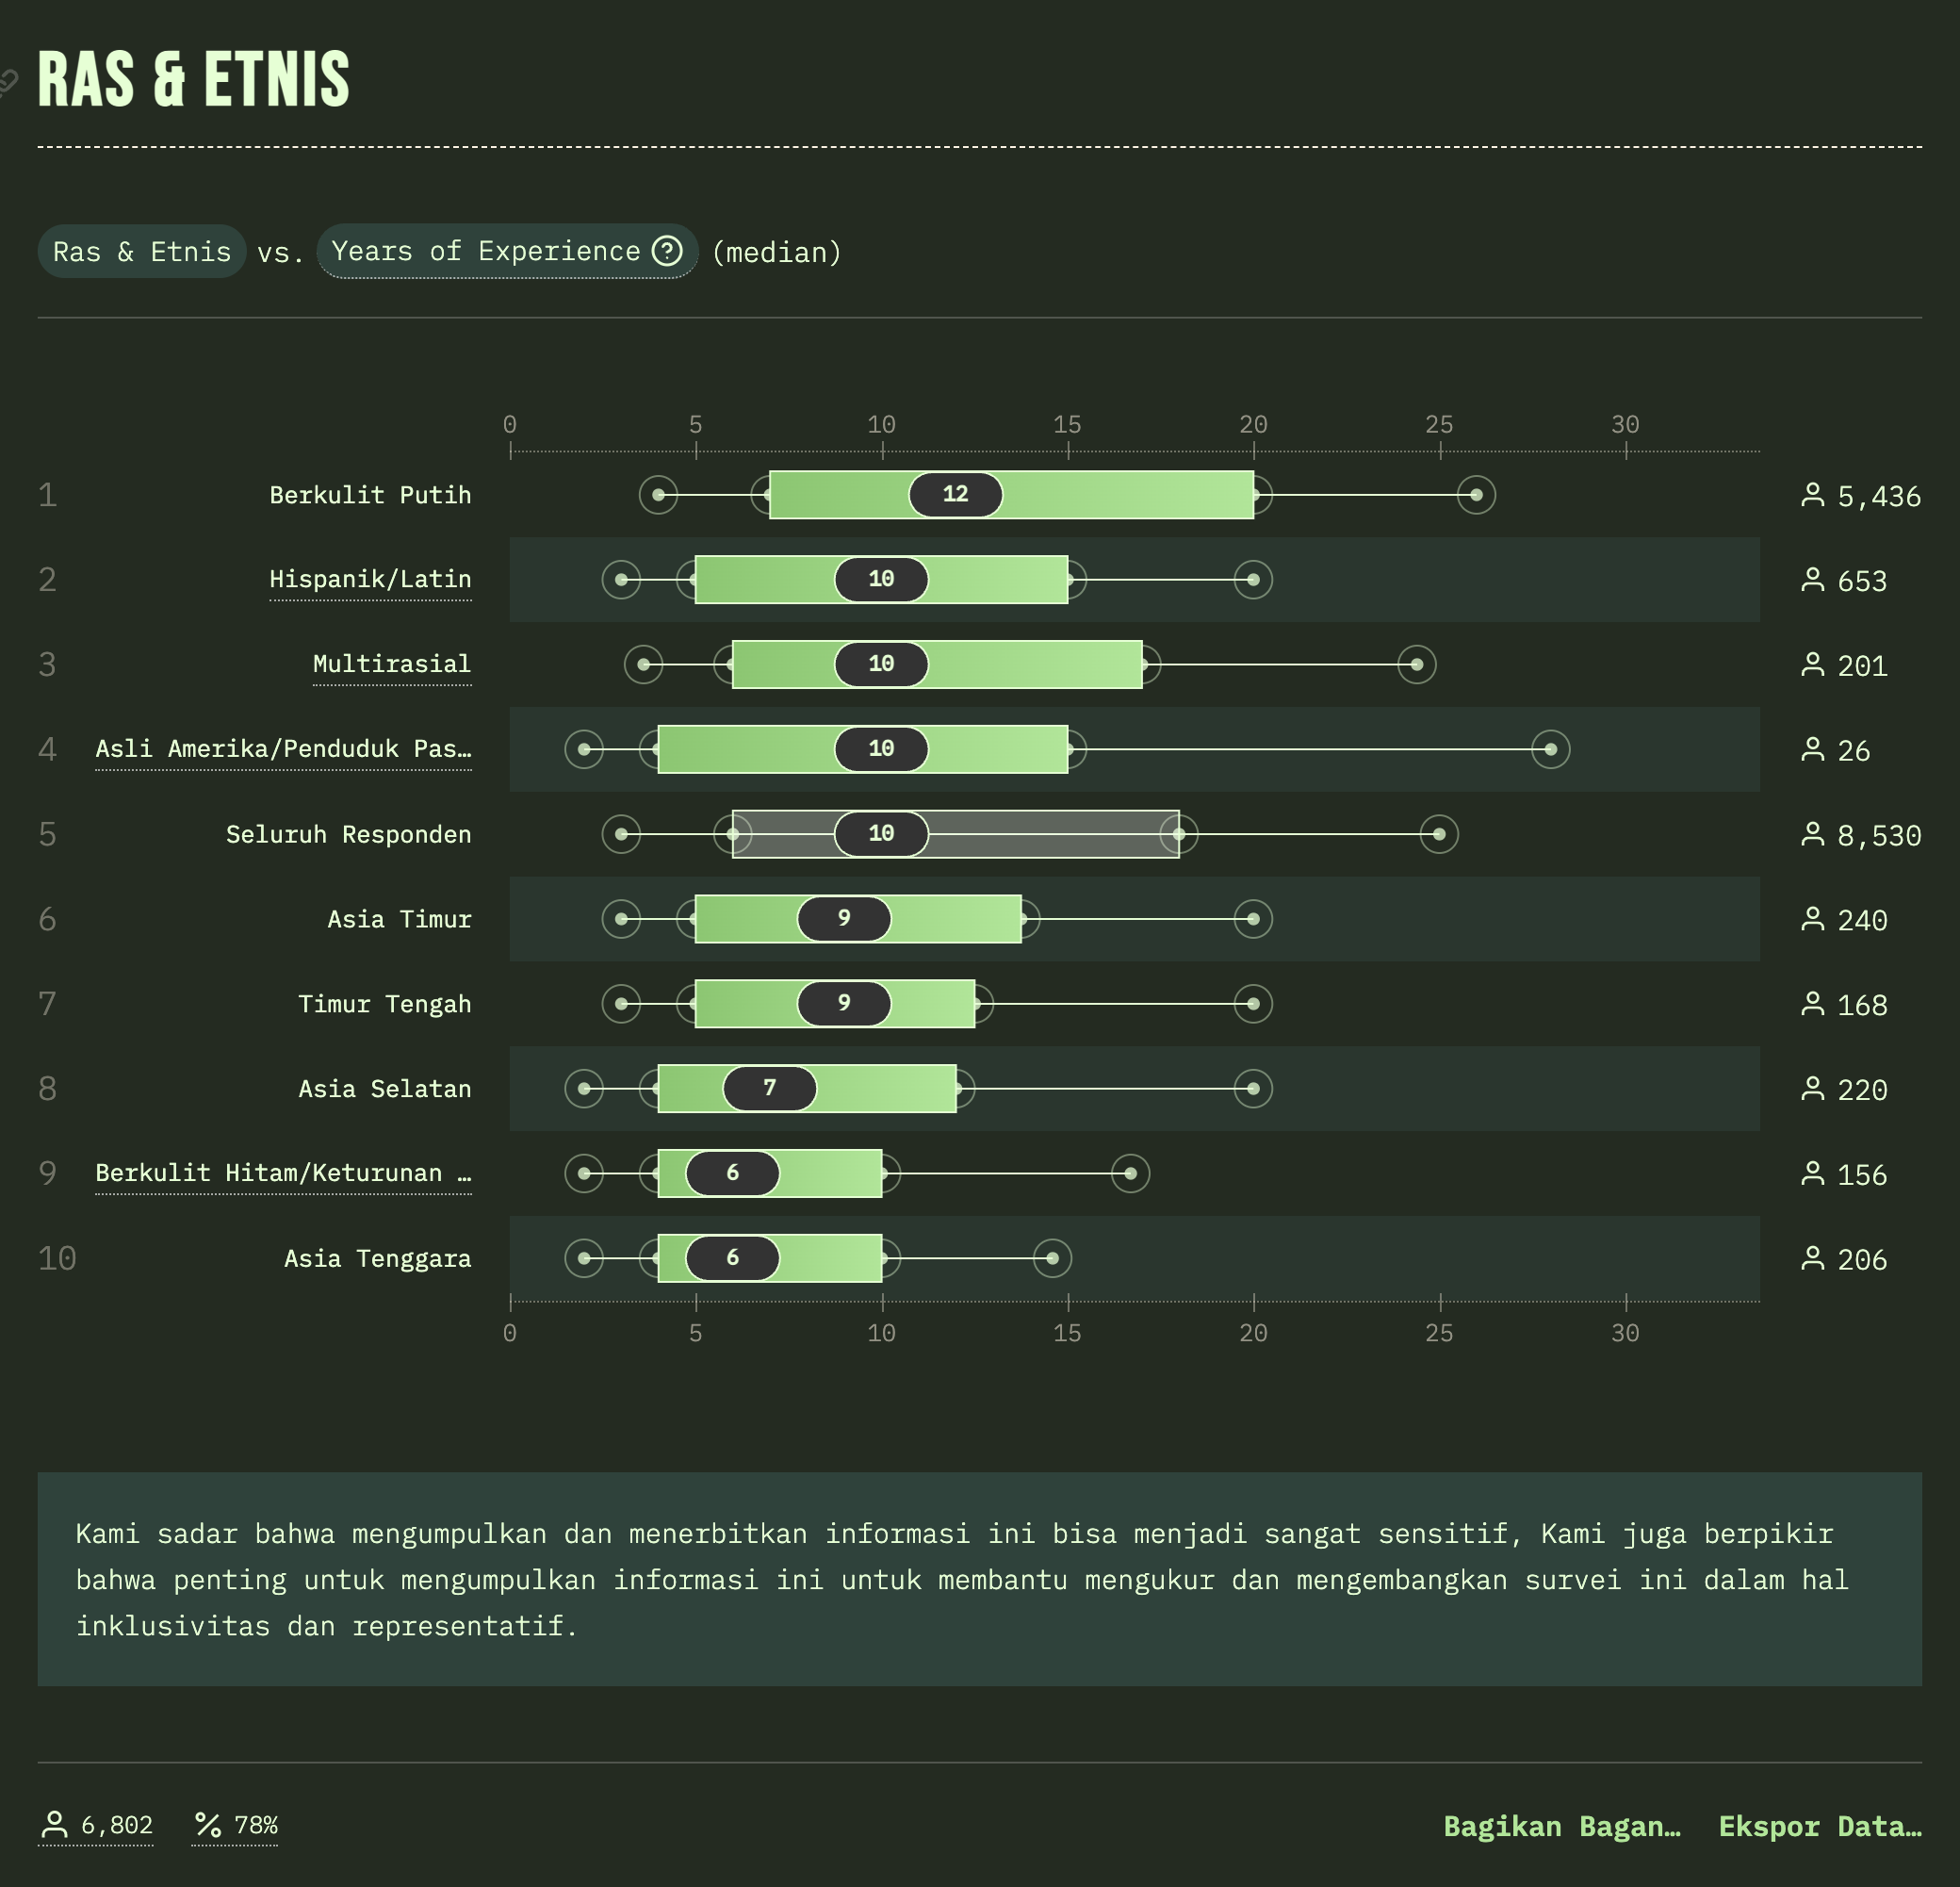 RAS & ETNIS
Ras & Etnis vs. Years of Experience ? (median)
0 5 10 15 20 25 30
1 Berkulit Putih 12 5,436
2 Hispanik/Latin 10 653
3 Multirasial 10 201
4 Asli Amerika/Penduduk Pas… 10 26
5 Seluruh Responden 10 8,530
6 Asia Timur 9 240
7 Timur Tengah 9 168
8 Asia Selatan 7 220
9 Berkulit Hitam/Keturunan … 6 156
10 Asia Tenggara 6 206
0 5 10 15 20 25 30
Kami sadar bahwa mengumpulkan dan menerbitkan informasi ini bisa menjadi sangat sensitif, Kami juga berpikir
bahwa penting untuk mengumpulkan informasi ini untuk membantu mengukur dan mengembangkan survei ini dalam hal
inklusivitas dan representatif.
6,802 % 78% Bagikan Bagan… Ekspor Data…